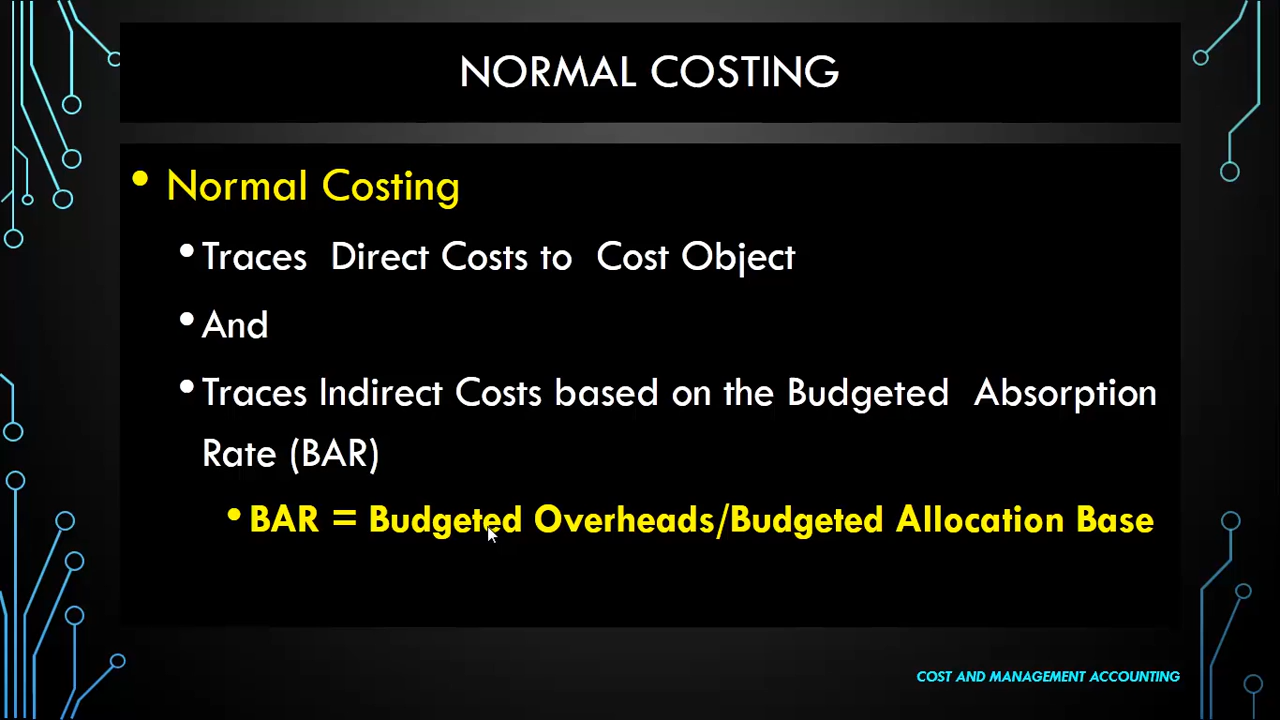 NORMAL COSTING
• Normal Costing
• Traces Direct Costs to Cost Object
• And
• Traces Indirect Costs based on the Budgeted Absorption
Rate (BAR)
• BAR = Budgeted Overheads/Budgeted Allocation Base
COST AND MANAGEMENT ACCOUNTING